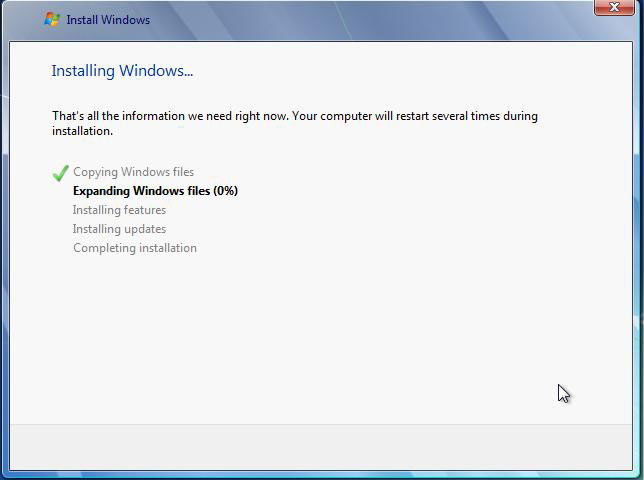 Install Windows
Installing Windows...
That's all the information we need right now. Your computer will restart several times during
installation.
Copying Windows files
Expanding Windows files (0%)
Installing features
Installing updates
Completing installation